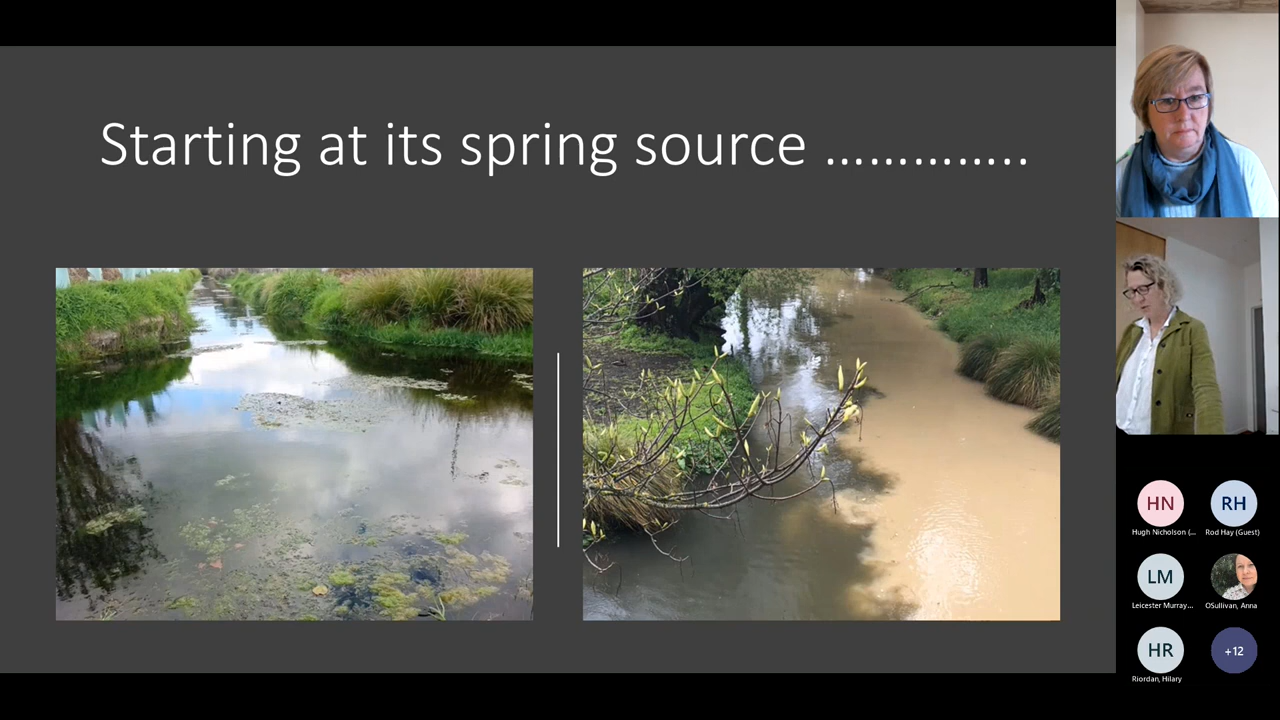 Starting at its spring source …………..
HN
RH
Hugh Nicholson (...
Rod Hay (Guest)
LM
Leicester Murray...
OSullivan, Anna
HR
+12
Riordan, Hilary